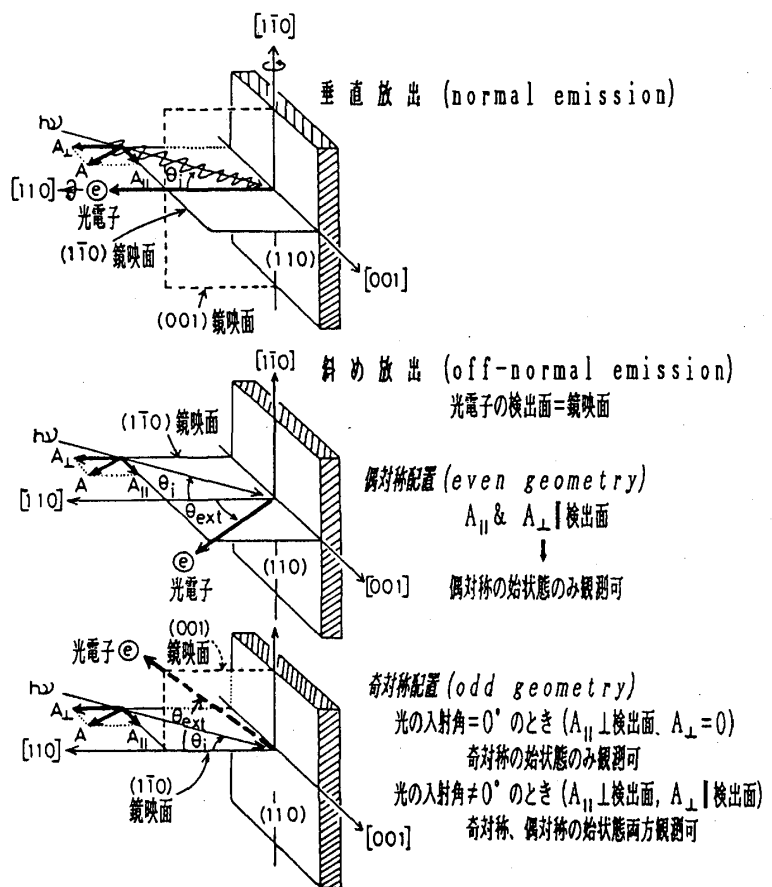 [11̄0]
垂直放出 (normal emission)
hν
A⊥
A
A∥
θi
[110]
ⓔ
光電子
(11̄0) 鏡映面
(110)
[001]
(001) 鏡映面
[11̄0]
斜め放出 (off-normal emission)
光電子の検出面=鏡映面
(11̄0) 鏡映面
hν
A⊥
A
A∥
θi
[110]
θext
ⓔ
光電子
(110)
[001]
偶対称配置 (even geometry)
A∥ & A⊥∥検出面
↓
偶対称の始状態のみ観測可
光電子 ⓔ
(001)
鏡映面
hν
A⊥
A
A∥
θext
θi
[110]
(11̄0)
鏡映面
(110)
[001]
奇対称配置 (odd geometry)
光の入射角=0°のとき (A∥⊥検出面、A⊥=0)
奇対称の始状態のみ観測可
光の入射角≠0°のとき (A∥⊥検出面, A⊥∥検出面)
奇対称、偶対称の始状態両方観測可